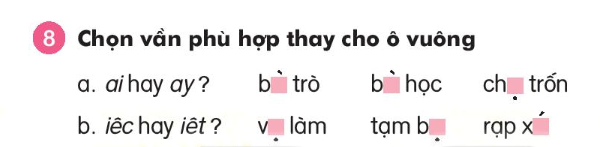 8 Chọn vần phù hợp thay cho ô vuông
a. ai hay ay? b□̀ trò b□̀ học ch□̣ trốn
b. iêc hay iêt? v□̣ làm tạm b□̣ rạp x□́